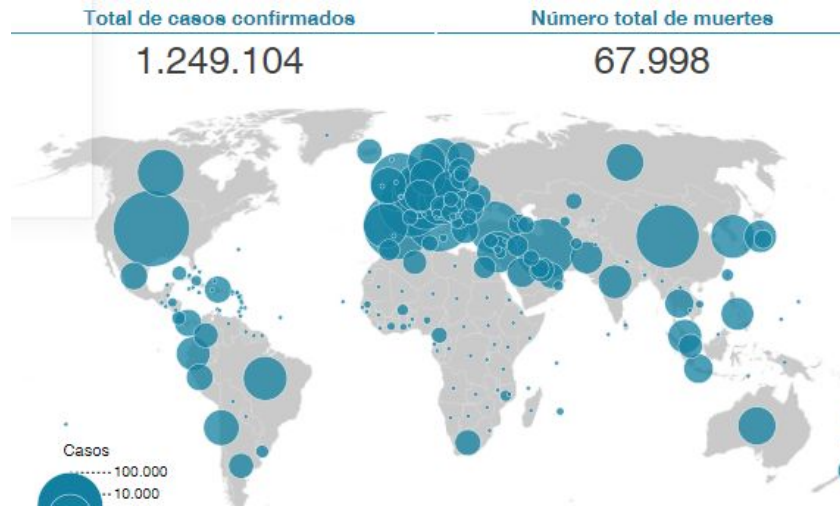 Total de casos confirmados
Número total de muertes
1.249.104
67.998
Casos
100.000
10.000